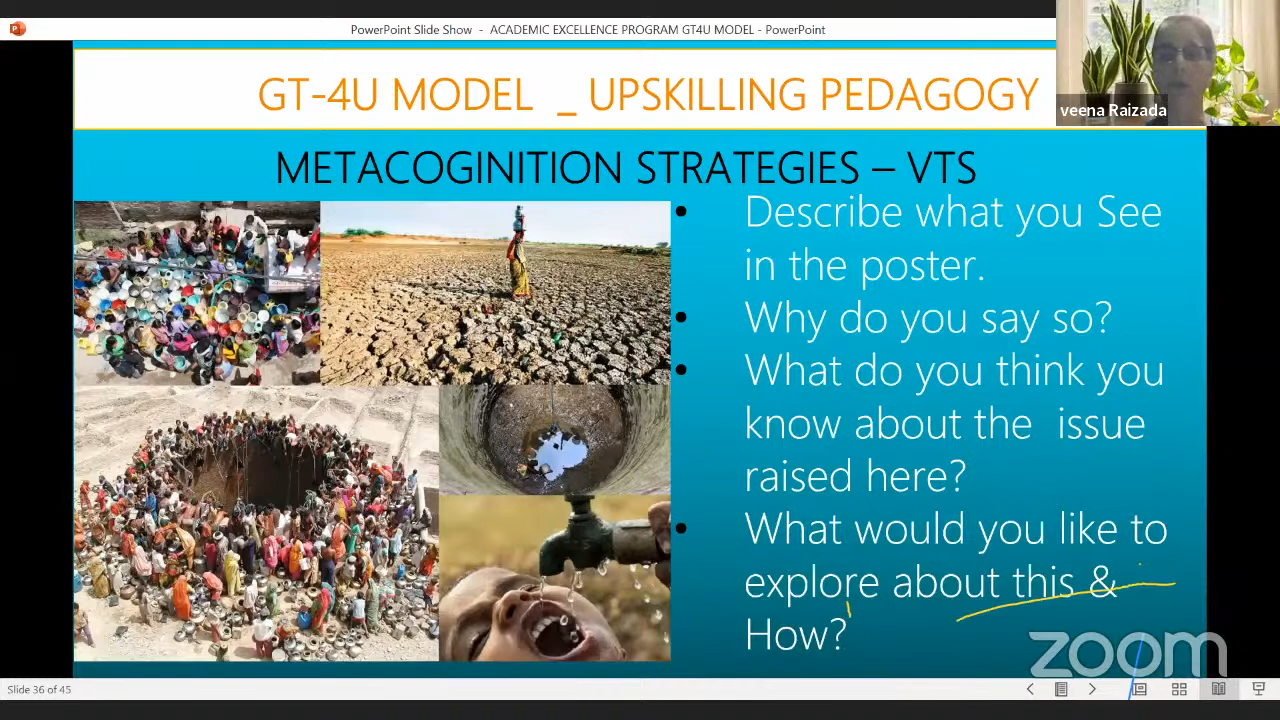 PowerPoint Slide Show - ACADEMIC EXCELLENCE PROGRAM GT4U MODEL - PowerPoint
GT-4U MODEL _ UPSKILLING PEDAGOGY
veena Raizada
METACOGINITION STRATEGIES – VTS
• Describe what you See
in the poster.
• Why do you say so?
• What do you think you
know about the issue
raised here?
• What would you like to
explore about this &
How?
zoom
Slide 36 of 45